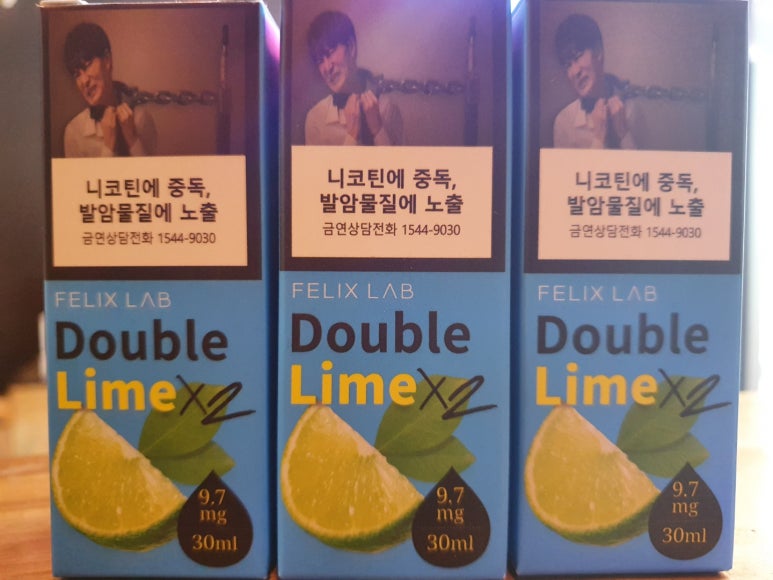 니코틴에 중독,
발암물질에 노출
금연상담전화 1544-9030
FELIX LAB
Double
Lime X2
9.7
mg
30ml
니코틴에 중독,
발암물질에 노출
금연상담전화 1544-9030
FELIX LAB
Double
Lime X2
9.7
mg
30ml
니코틴에 중독,
발암물질에 노출
금연상담전화 1544-9030
FELIX LAB
Double
Lime X2
9.7
mg
30ml